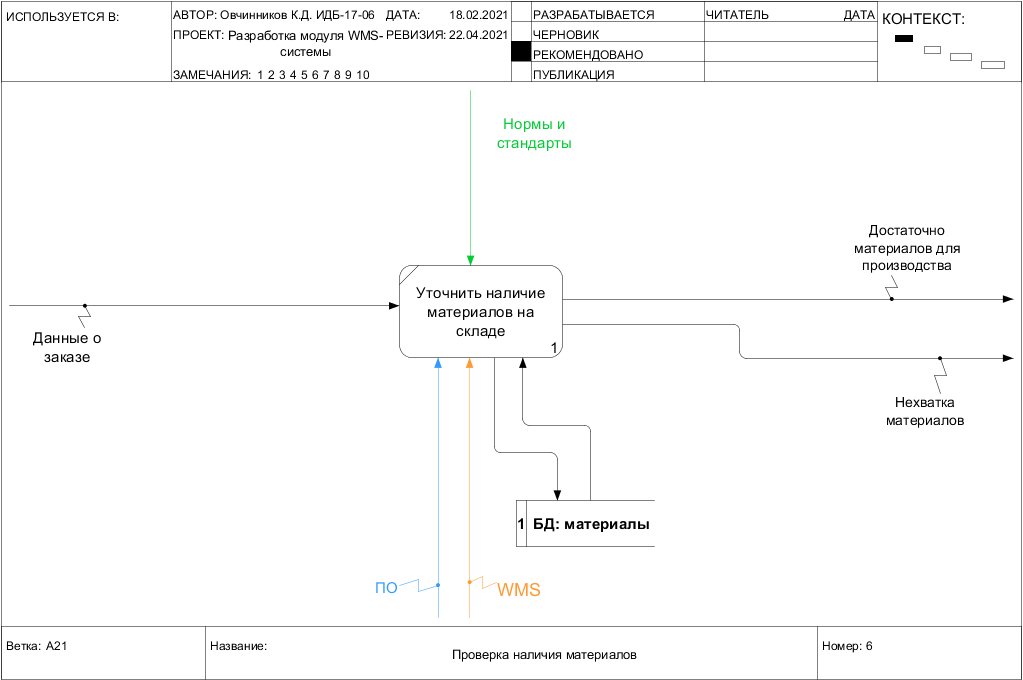 ИСПОЛЬЗУЕТСЯ В:
АВТОР: Овчинников К.Д. ИДБ-17-06 ДАТА: 18.02.2021
ПРОЕКТ: Разработка модуля WMS- РЕВИЗИЯ: 22.04.2021
системы
ЗАМЕЧАНИЯ: 1 2 3 4 5 6 7 8 9 10
РАЗРАБАТЫВАЕТСЯ
ЧЕРНОВИК
РЕКОМЕНДОВАНО
ПУБЛИКАЦИЯ
ЧИТАТЕЛЬ ДАТА
КОНТЕКСТ:
Нормы и
стандарты
Достаточно
материалов для
производства
Уточнить наличие
материалов на
складе
1
Данные о
заказе
Нехватка
материалов
1 БД: материалы
ПО
WMS
Ветка: А21
Название:
Проверка наличия материалов
Номер: 6